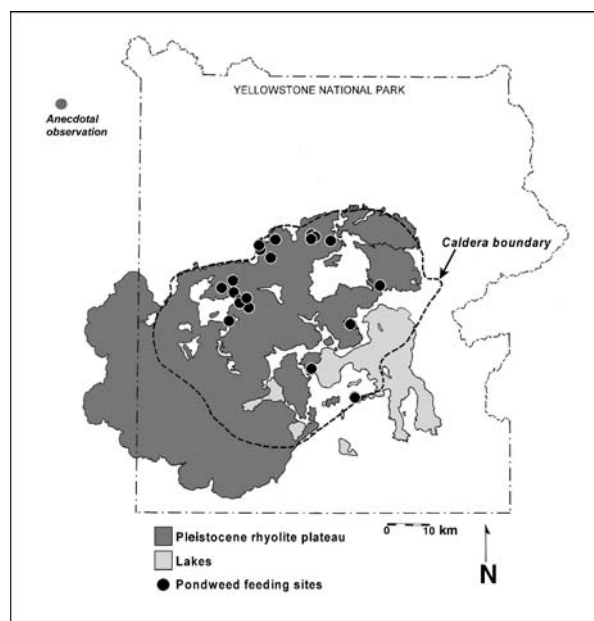 YELLOWSTONE NATIONAL PARK
Anecdotal
observation
Caldera boundary
Pleistocene rhyolite plateau
Lakes
Pondweed feeding sites
0 10 km
N